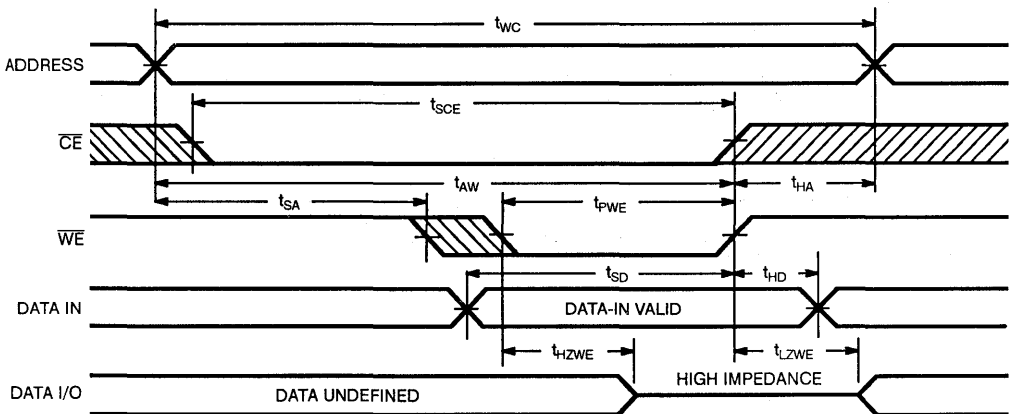 tWC
ADDRESS
tSCE
CE
tAW
tHA
tSA
tPWE
WE
tSD
tHD
DATA IN
DATA-IN VALID
tHZWE
tLZWE
HIGH IMPEDANCE
DATA I/O
DATA UNDEFINED